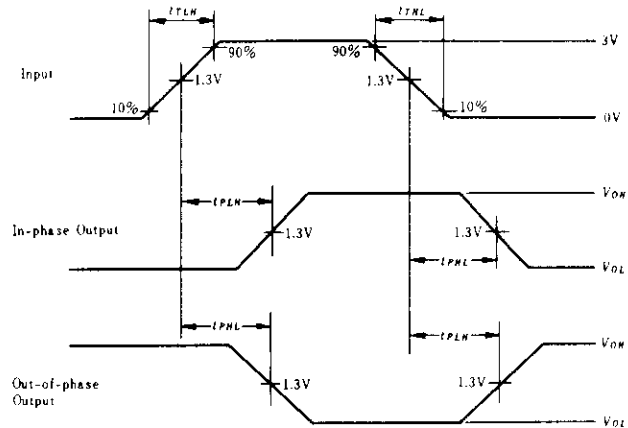 tTLH
tTHL
90%
90%
3V
Input
1.3V
1.3V
10%
10%
0V
tPLH
VOH
In-phase Output
1.3V
1.3V
tPHL
VOL
tPHL
tPLH
VOH
Out-of-phase
Output
1.3V
1.3V
VOL